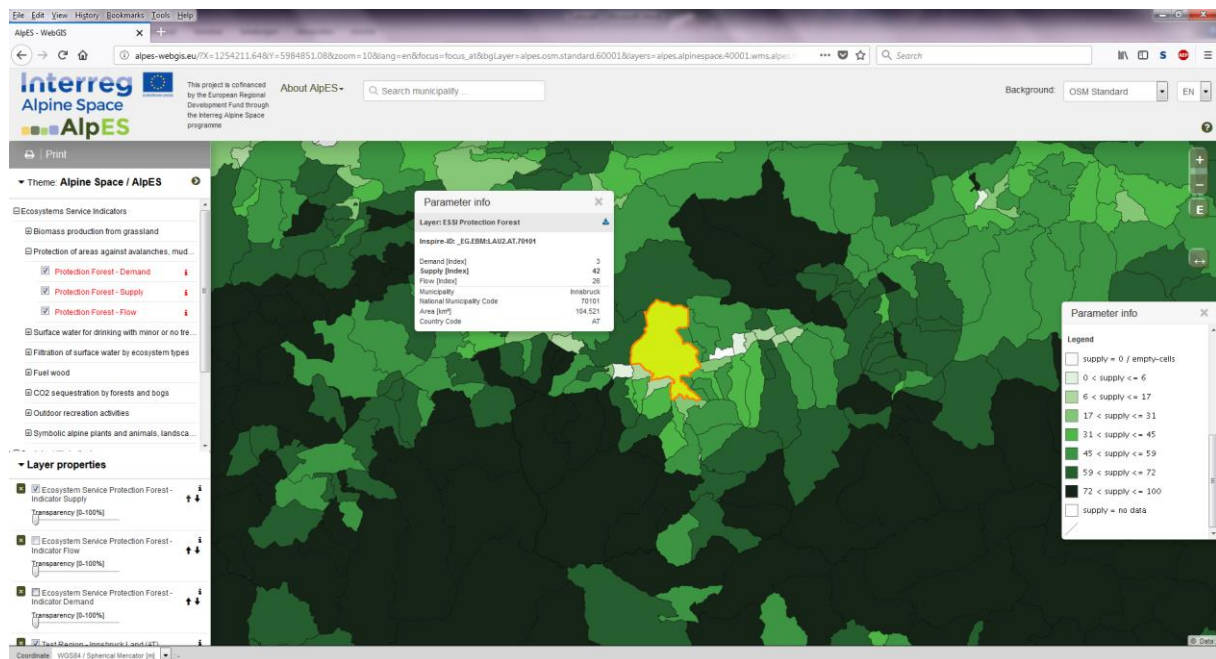 File Edit View History Bookmarks Tools Help
AlpES - WebGIS
alpes-webgis.eu/?X=1254211.64&Y=5984851.08&zoom=10&lang=en&focus=focus_at&bgLayer=alpes.osm.standard.60001&layers=alpes.alpinespace.40001.wms.alpes.
Search
Interreg
Alpine Space
AlpES
This project is cofinanced
by the European Regional
Development Fund through
the Interreg Alpine Space
programme
About AlpES
Search municipality ...
Background: OSM Standard EN
Print
Theme: Alpine Space / AlpES
Ecosystems Service Indicators
Biomass production from grassland
Protection of areas against avalanches, mud...
Protection Forest - Demand
Protection Forest - Supply
Protection Forest - Flow
Surface water for drinking with minor or no tre...
Filtration of surface water by ecosystem types
Fuel wood
CO2 sequestration by forests and bogs
Outdoor recreation activities
Symbolic alpine plants and animals, landsca...
Layer properties
Ecosystem Service Protection Forest -
Indicator Supply
Transparency [0-100%]
Ecosystem Service Protection Forest -
Indicator Flow
Transparency [0-100%]
Ecosystem Service Protection Forest -
Indicator Demand
Transparency [0-100%]
Test Region - Innsbruck Land (AT)
Coordinate WGS84 / Spherical Mercator [m] -
Parameter info
Layer: ESSI Protection Forest
Inspire-ID: _EG.EBM:LAU2.AT.70101
Demand [Index] 3
Supply [Index] 42
Flow [Index] 26
Municipality Innsbruck
National Municipality Code 70101
Area [km²] 104,521
Country Code AT
E
Parameter info
Legend
supply = 0 / empty-cells
0 < supply <= 6
6 < supply <= 17
17 < supply <= 31
31 < supply <= 45
45 < supply <= 59
59 < supply <= 72
72 < supply <= 100
supply = no data
© Data